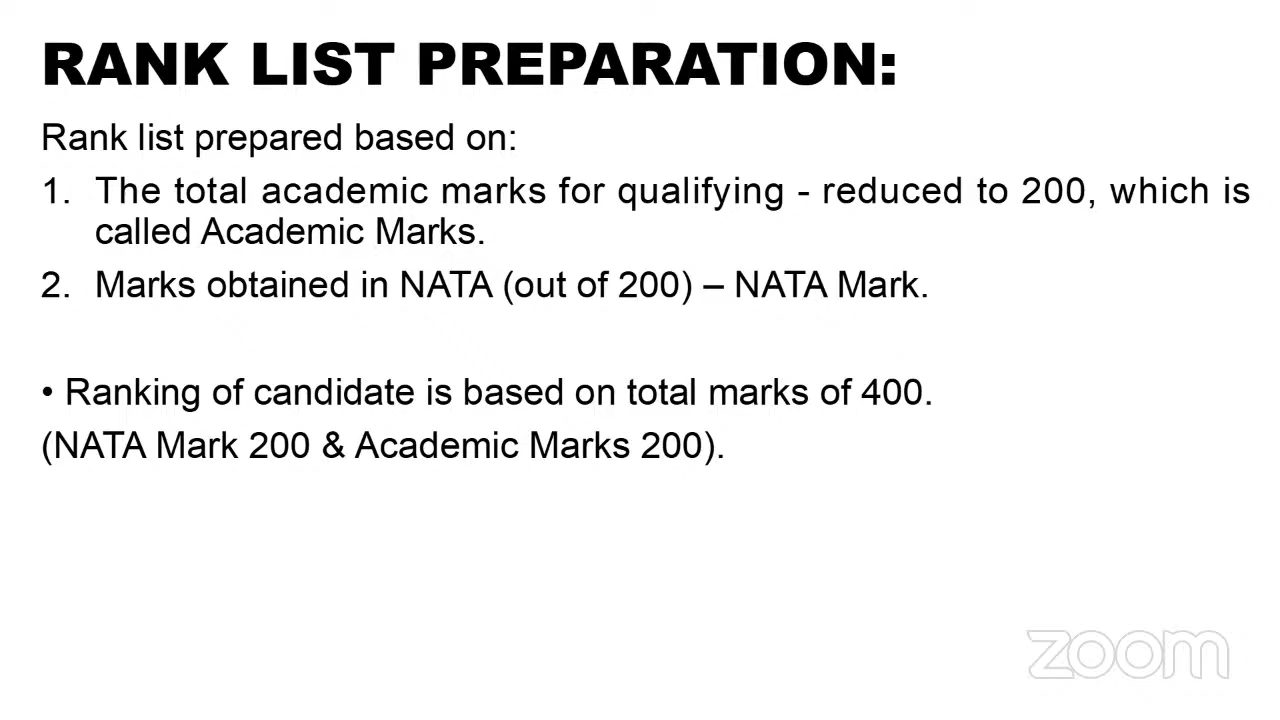 RANK LIST PREPARATION:
Rank list prepared based on:
1. The total academic marks for qualifying - reduced to 200, which is
called Academic Marks.
2. Marks obtained in NATA (out of 200) – NATA Mark.
• Ranking of candidate is based on total marks of 400.
(NATA Mark 200 & Academic Marks 200).
zoom